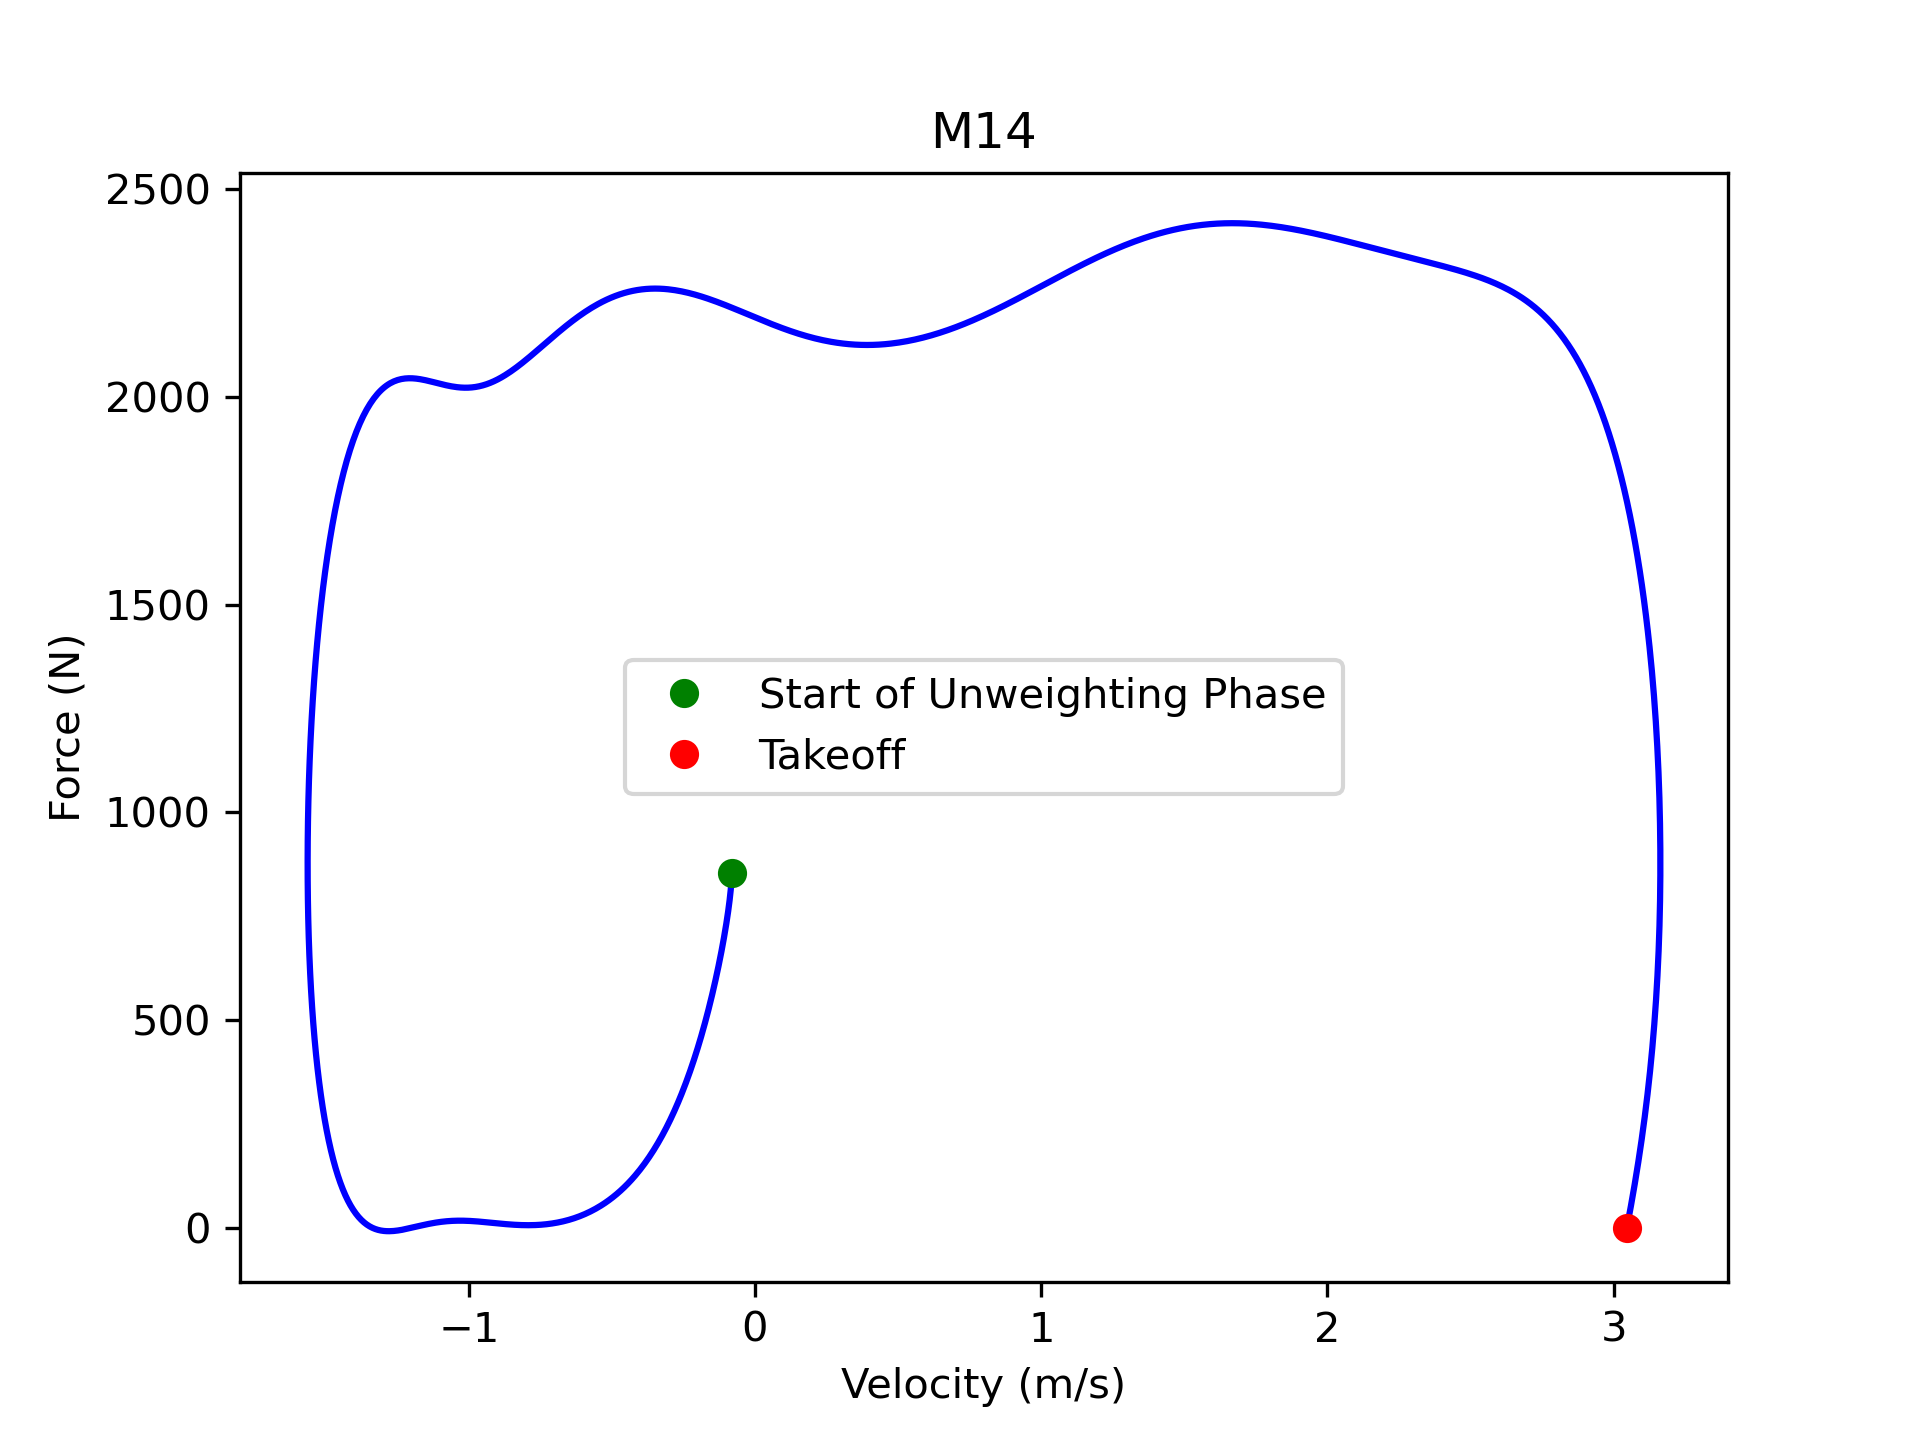 M14
2500
2000
1500
1000
500
0
Force (N)
Start of Unweighting Phase
Takeoff
−1 0 1 2 3
Velocity (m/s)